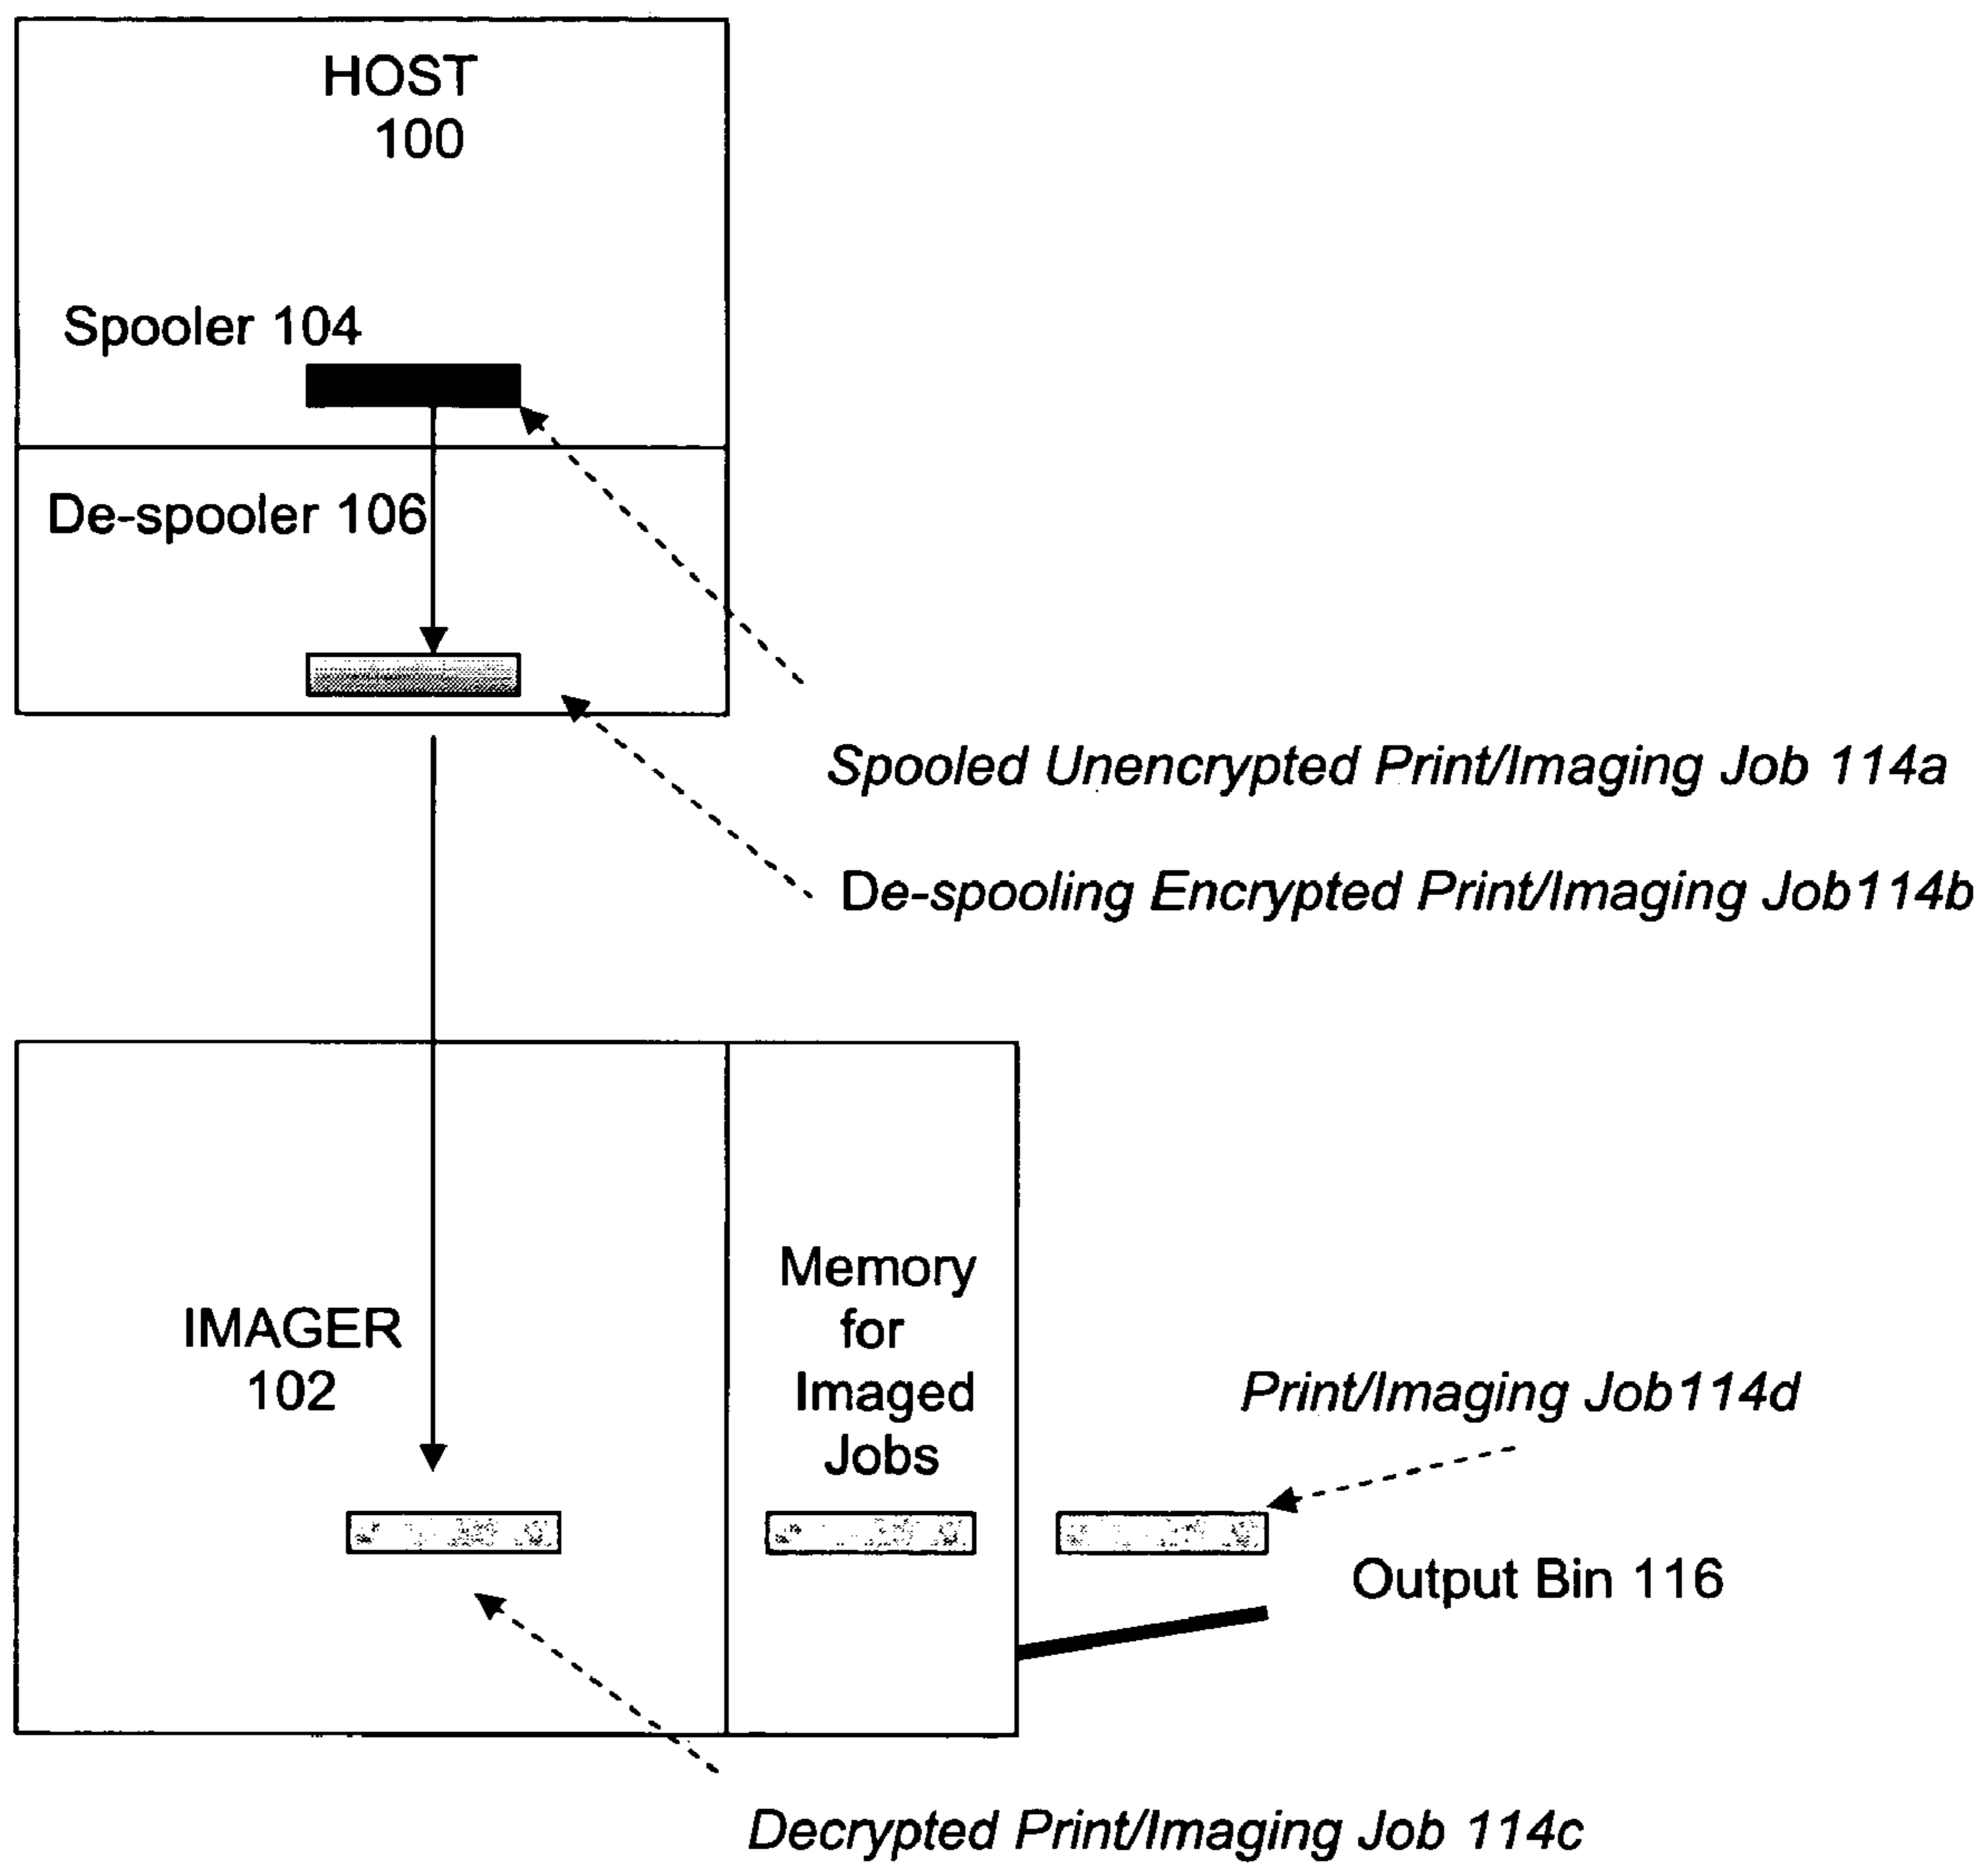 HOST
100
Spooler 104
De-spooler 106
Spooled Unencrypted Print/Imaging Job 114a
De-spooling Encrypted Print/Imaging Job114b
IMAGER
102
Memory
for
Imaged
Jobs
Print/Imaging Job114d
Output Bin 116
Decrypted Print/Imaging Job 114c